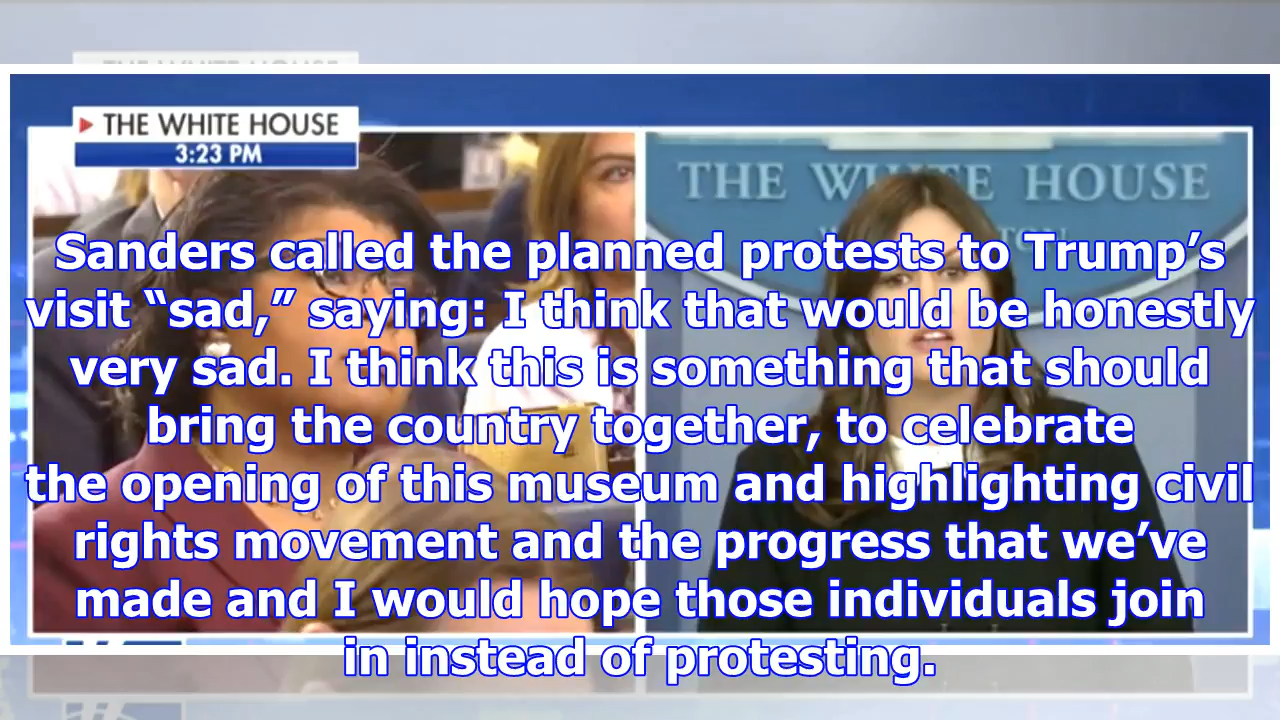 THE WHITE HOUSE
3:23 PM
THE WHITE HOUSE
Sanders called the planned protests to Trump’s
visit “sad,” saying: I think that would be honestly
very sad. I think this is something that should
bring the country together, to celebrate
the opening of this museum and highlighting civil
rights movement and the progress that we’ve
made and I would hope those individuals join
in instead of protesting.